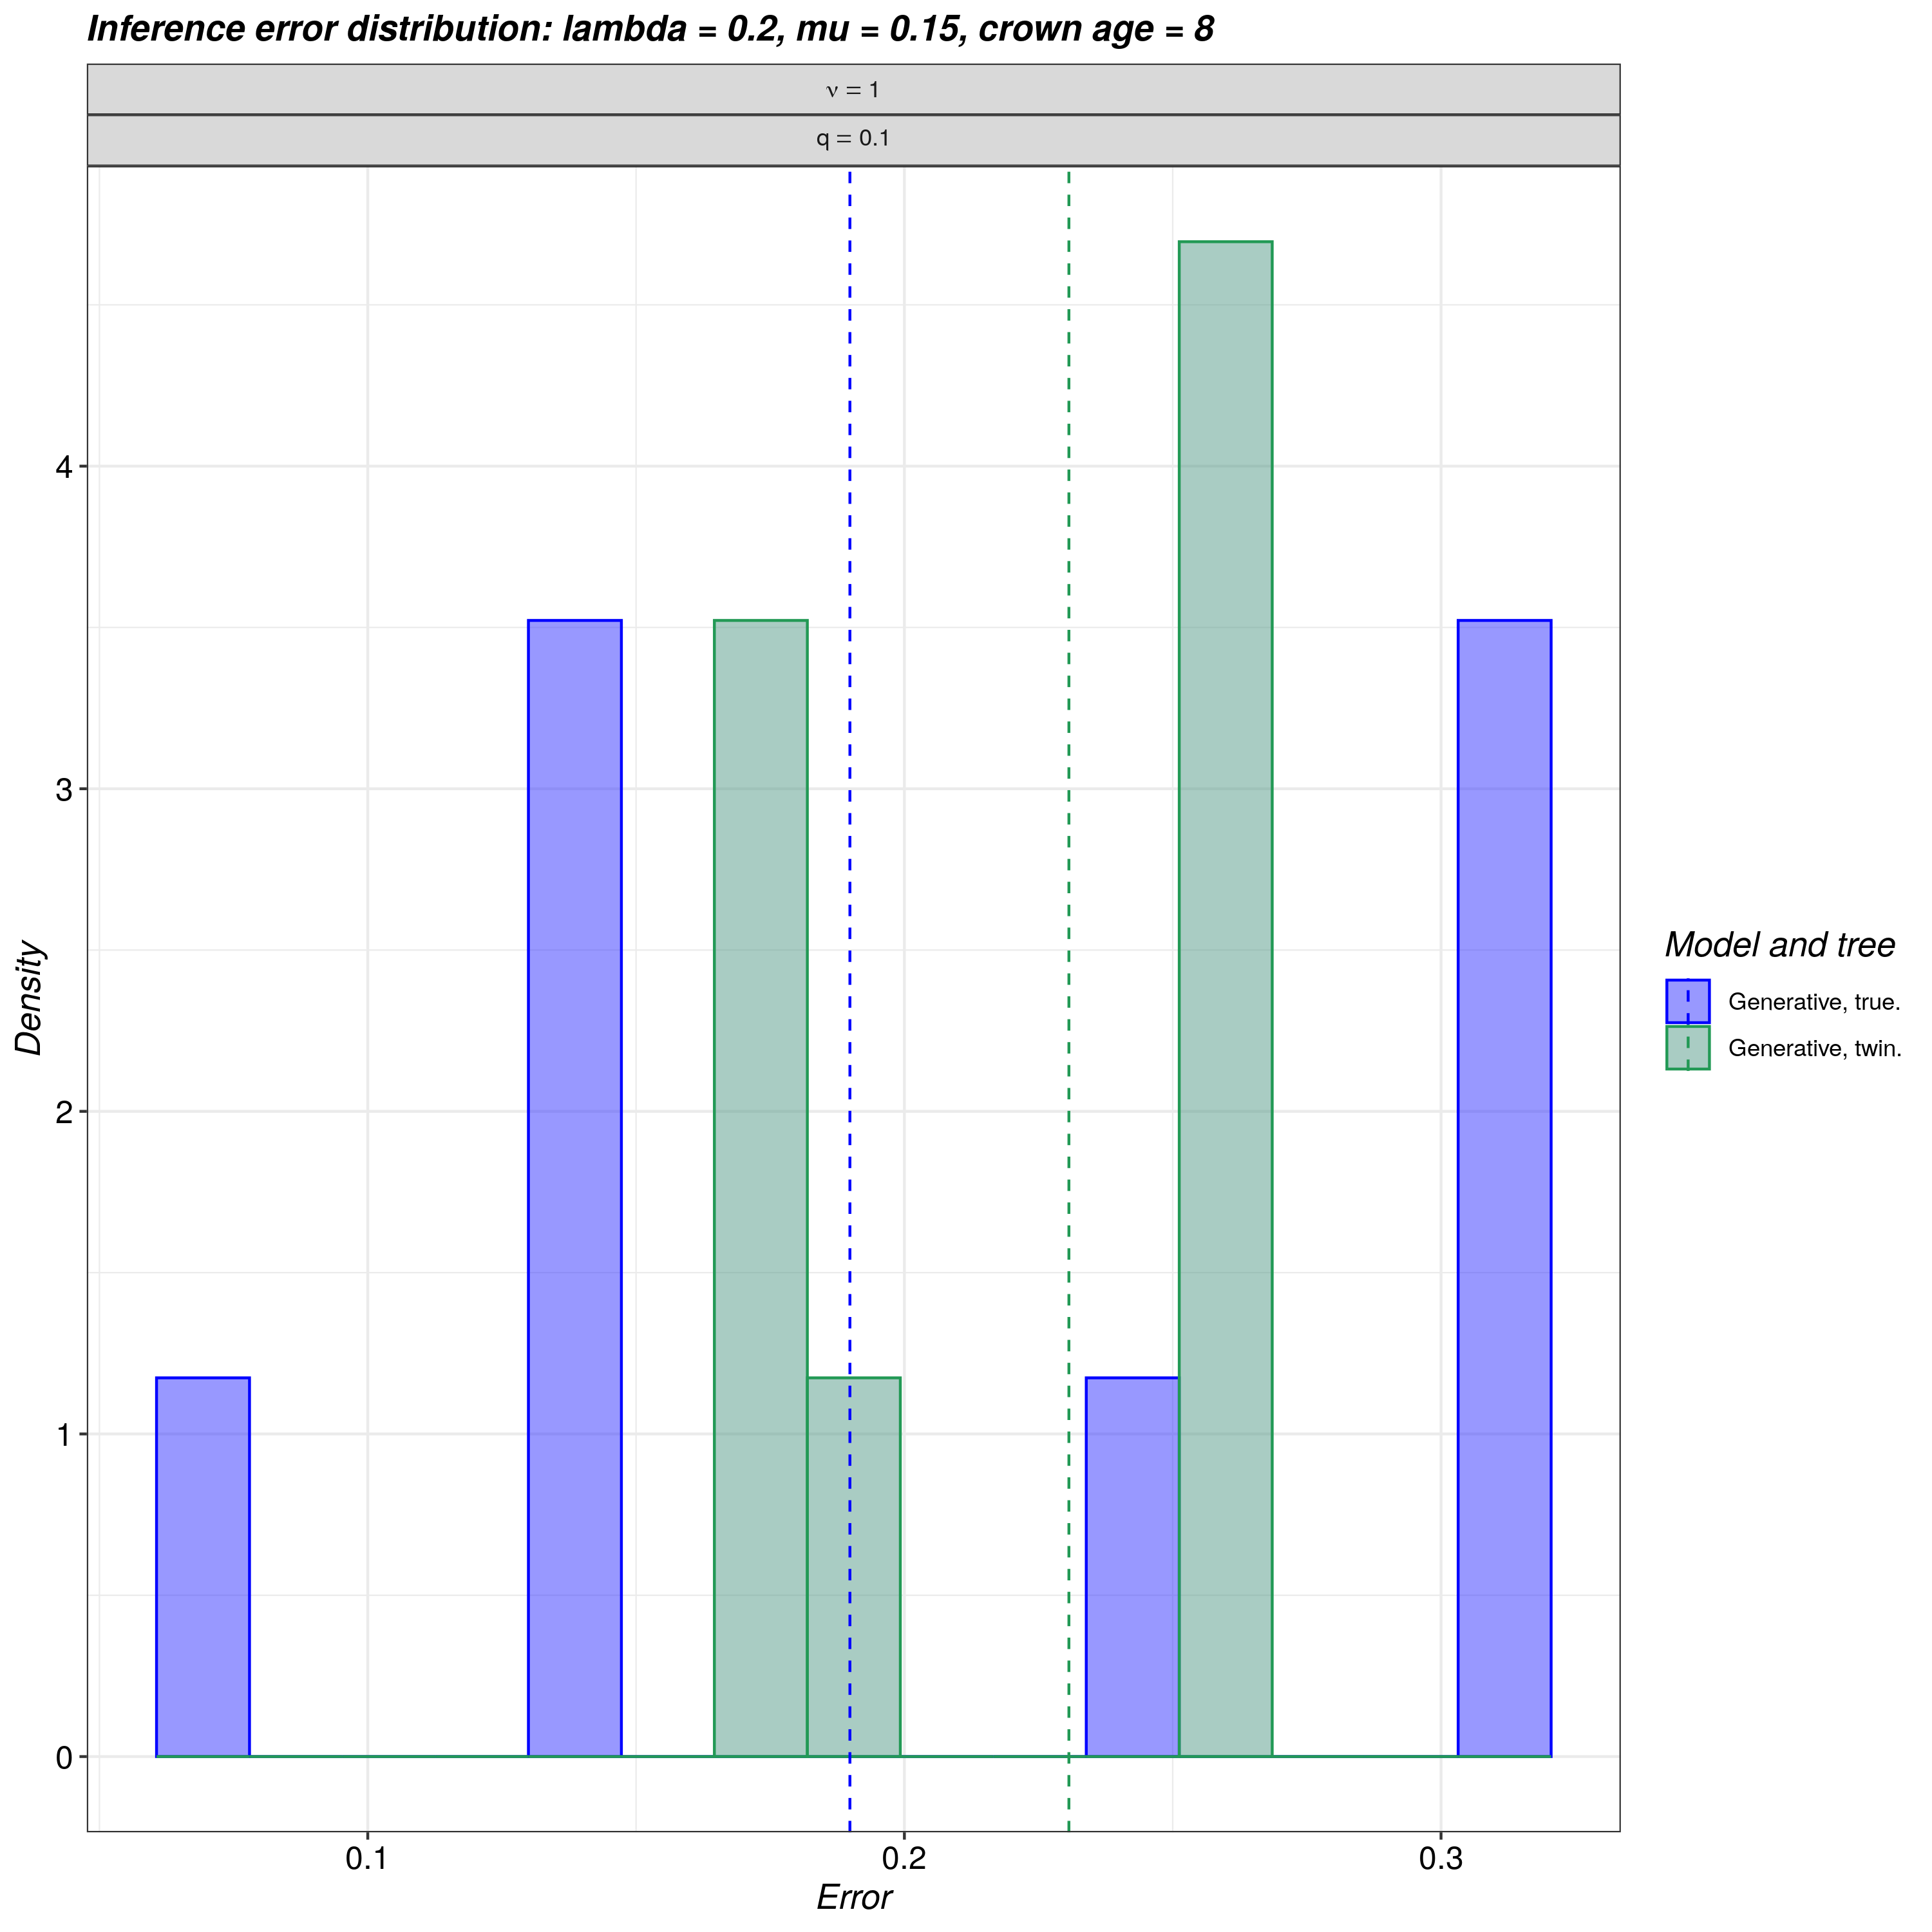 Inference error distribution: lambda = 0.2, mu = 0.15, crown age = 8
ν = 1
q = 0.1
4
3
2
1
0
Density
0.1
0.2
0.3
Error
Model and tree
Generative, true.
Generative, twin.